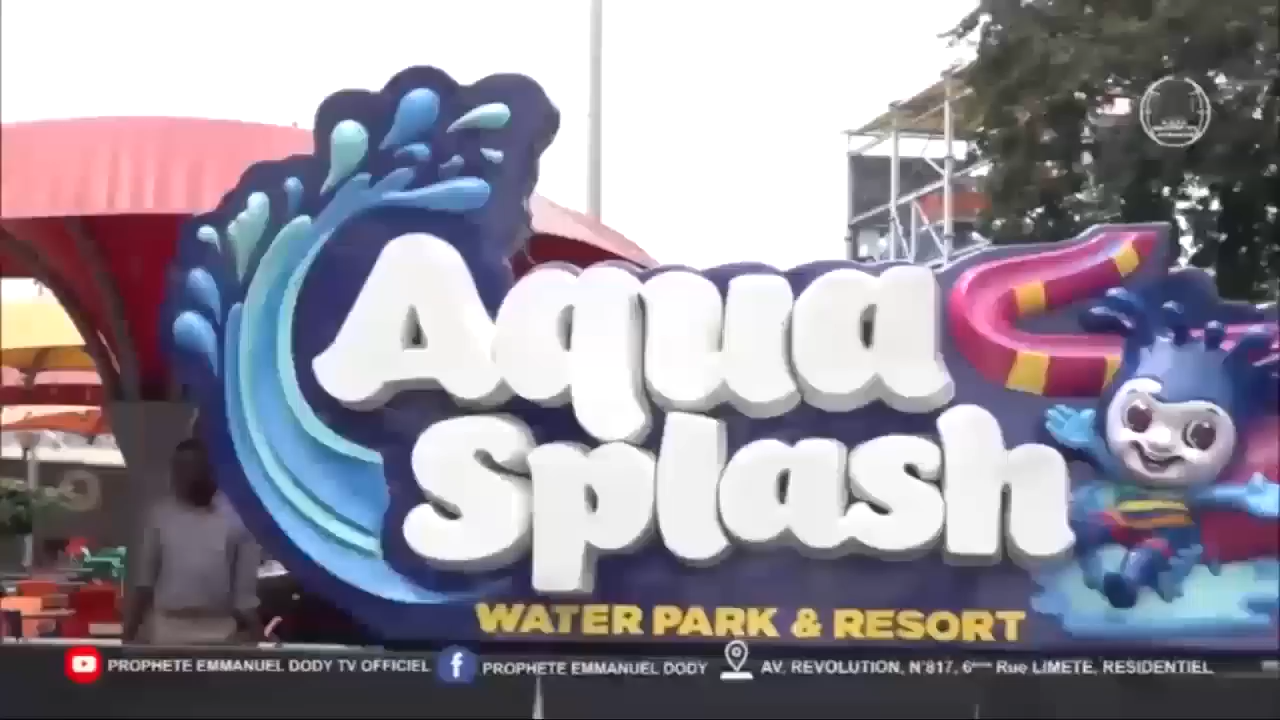 Aqua
Splash
WATER PARK & RESORT
PROPHETE EMMANUEL DODY TV OFFICIEL PROPHETE EMMANUEL DODY AV. REVOLUTION, N°817, 6ème Rue LIMETE, RESIDENTIEL